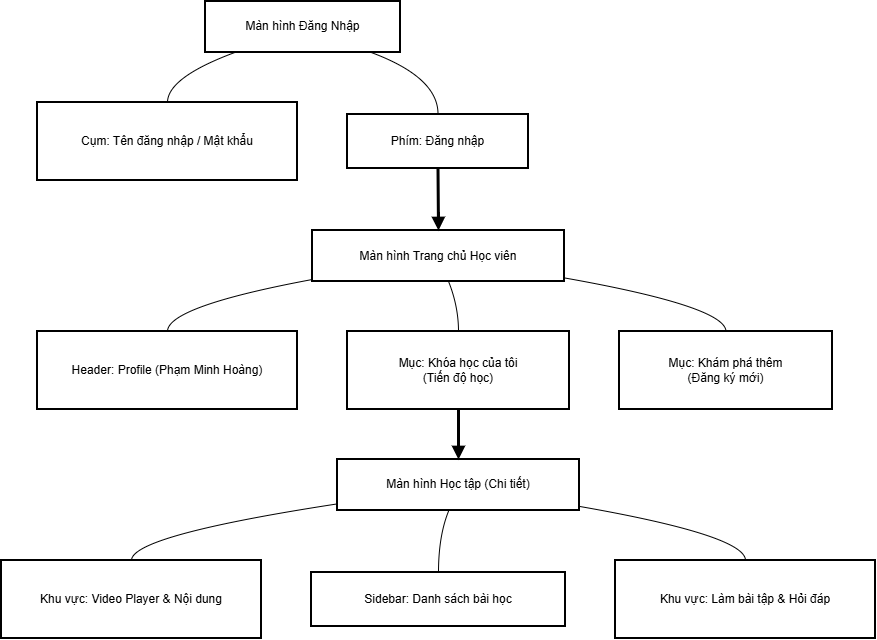 Màn hình Đăng Nhập
Cụm: Tên đăng nhập / Mật khẩu
Phím: Đăng nhập
Màn hình Trang chủ Học viên
Header: Profile (Phạm Minh Hoàng)
Mục: Khóa học của tôi
(Tiến độ học)
Mục: Khám phá thêm
(Đăng ký mới)
Màn hình Học tập (Chi tiết)
Khu vực: Video Player & Nội dung
Sidebar: Danh sách bài học
Khu vực: Làm bài tập & Hỏi đáp